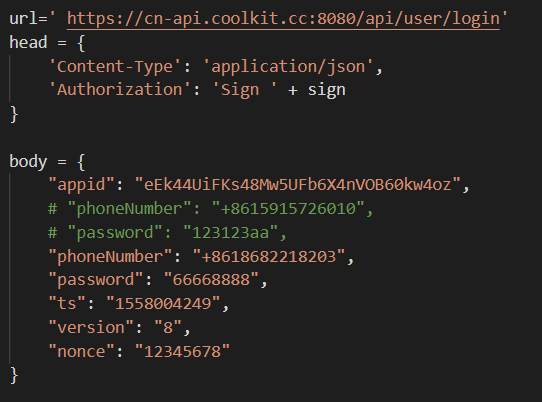 url=' https://cn-api.coolkit.cc:8080/api/user/login'
head = {
    'Content-Type': 'application/json',
    'Authorization': 'Sign ' + sign
}

body = {
    "appid": "eEk44UiFKs48Mw5UFb6X4nVOB60kw4oz",
    # "phoneNumber": "+8615915726010",
    # "password": "123123aa",
    "phoneNumber": "+8618682218203",
    "password": "66668888",
    "ts": "1558004249",
    "version": "8",
    "nonce": "12345678"
}